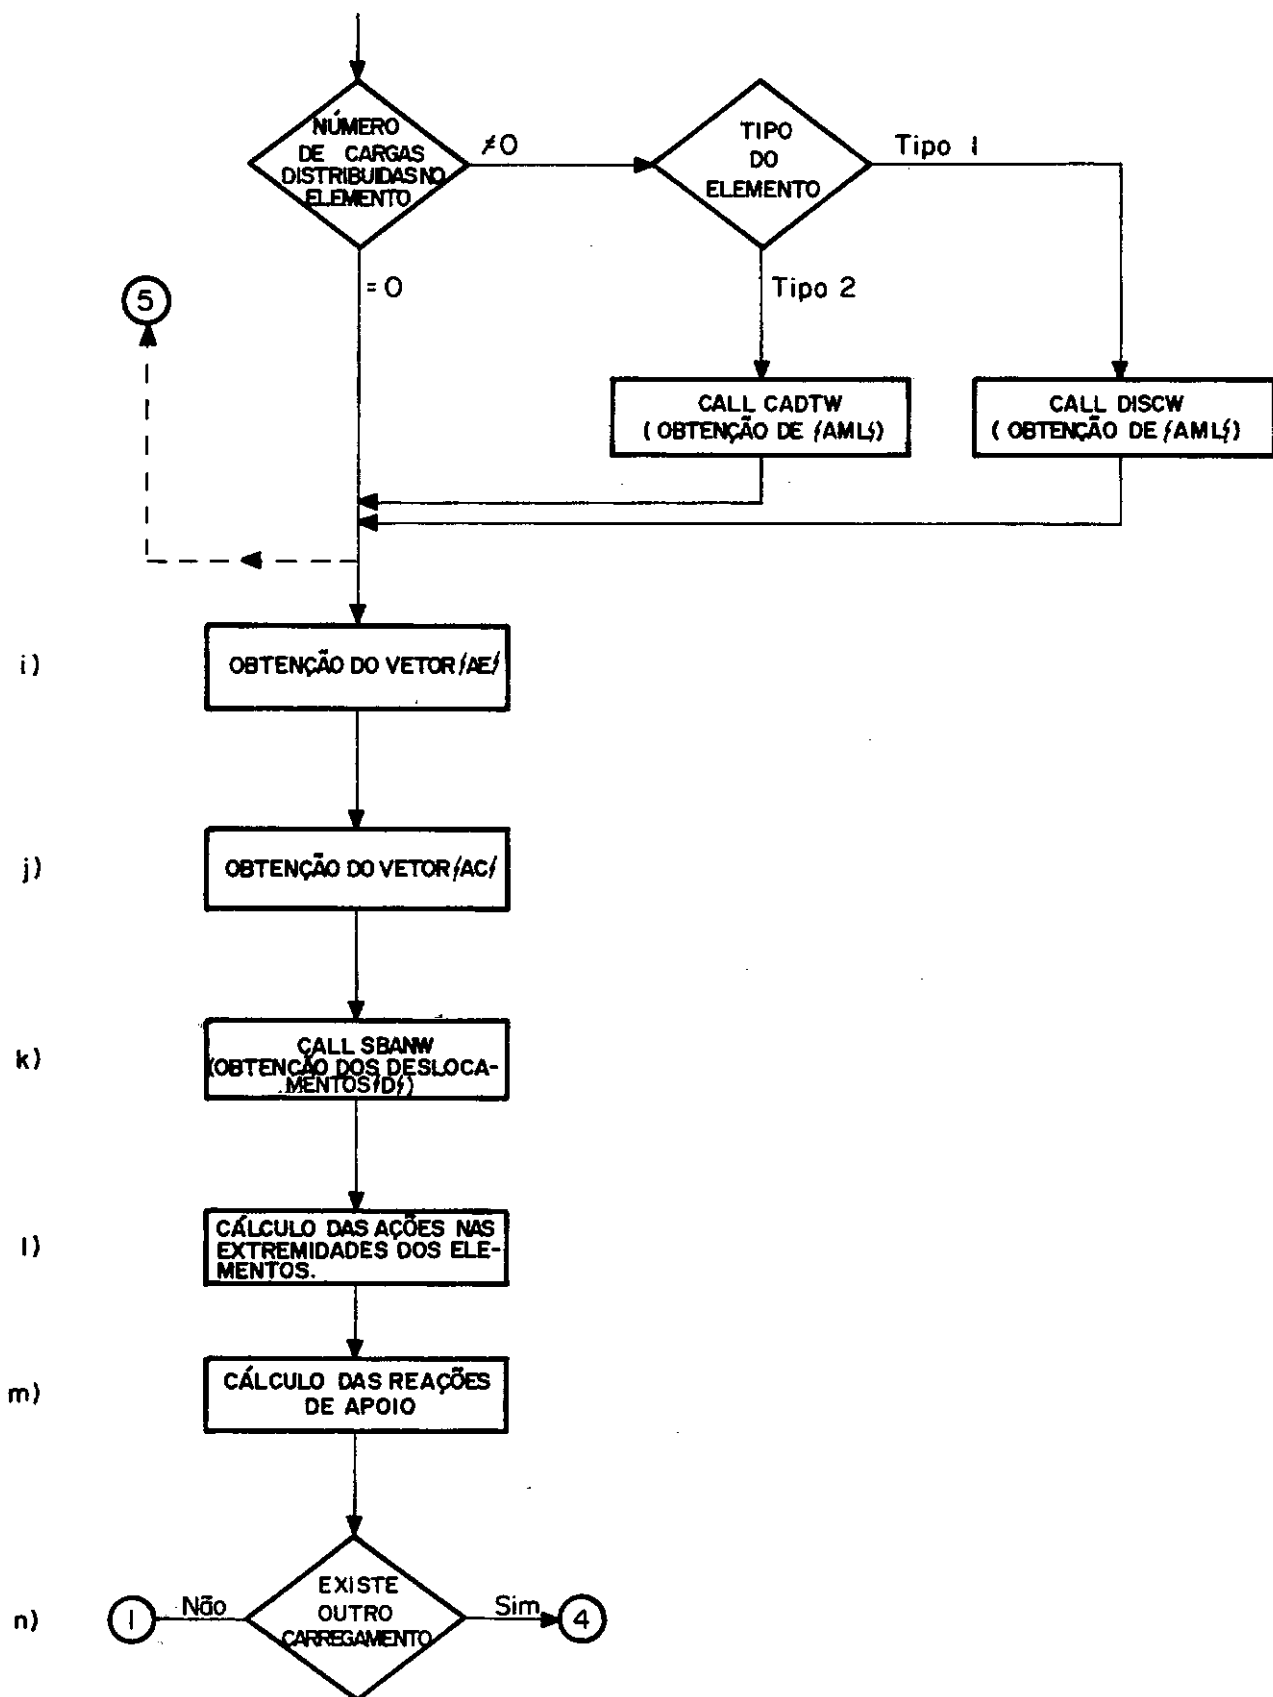 NÚMERO
DE CARGAS
DISTRIBUIDAS NO
ELEMENTO
≠0
TIPO
DO
ELEMENTO
Tipo 1
= 0
Tipo 2
5
CALL CADTW
( OBTENÇÃO DE {AML})
CALL DISCW
( OBTENÇÃO DE {AML})
i)
OBTENÇÃO DO VETOR {AE}
j)
OBTENÇÃO DO VETOR {AC}
k)
CALL SBANW
(OBTENÇÃO DOS DESLOCA-
MENTOS {D})
l)
CÁLCULO DAS AÇÕES NAS
EXTREMIDADES DOS ELE-
MENTOS.
m)
CÁLCULO DAS REAÇÕES
DE APOIO
n)
1
Não
EXISTE
OUTRO
CARREGAMENTO
Sim
4